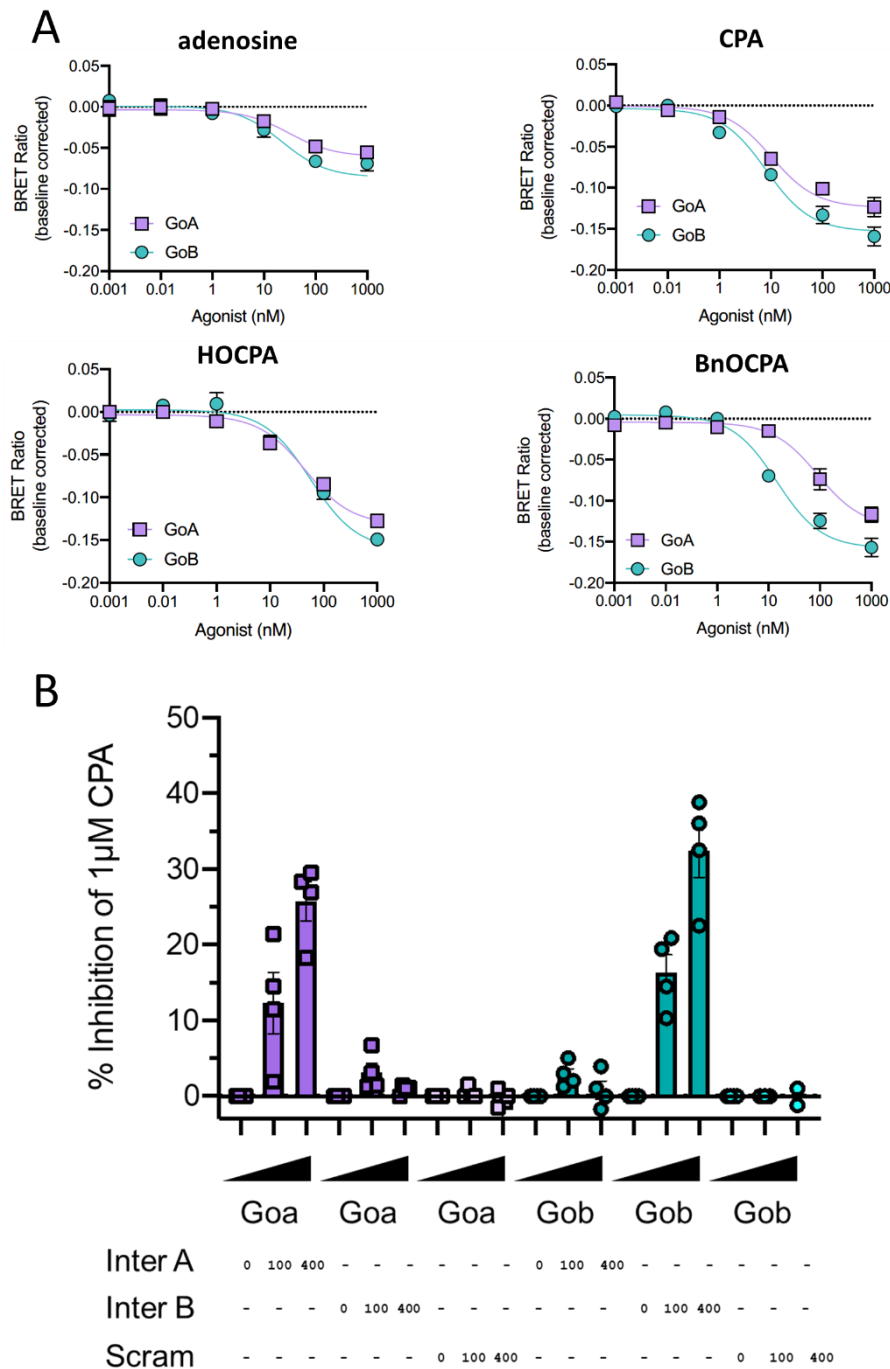 A
adenosine
BRET Ratio
(baseline corrected)
0.05
0.00
-0.05
-0.10
-0.15
-0.20
GoA
GoB
0.001 0.01 1 10 100 1000
Agonist (nM)
CPA
BRET Ratio
(baseline corrected)
0.05
0.00
-0.05
-0.10
-0.15
-0.20
GoA
GoB
0.001 0.01 1 10 100 1000
Agonist (nM)
HOCPA
BRET Ratio
(baseline corrected)
0.05
0.00
-0.05
-0.10
-0.15
-0.20
GoA
GoB
0.001 0.01 1 10 100 1000
Agonist (nM)
BnOCPA
BRET Ratio
(baseline corrected)
0.05
0.00
-0.05
-0.10
-0.15
-0.20
GoA
GoB
0.001 0.01 1 10 100 1000
Agonist (nM)
B
% Inhibition of 1µM CPA
50
40
30
20
10
0
Goa Goa Goa Gob Gob Gob
Inter A 0 100 400 - - - - - - 0 100 400 - - - - - -
Inter B - - - 0 100 400 - - - - - - 0 100 400 - - -
Scram - - - - - - 0 100 400 - - - - - - 0 100 400